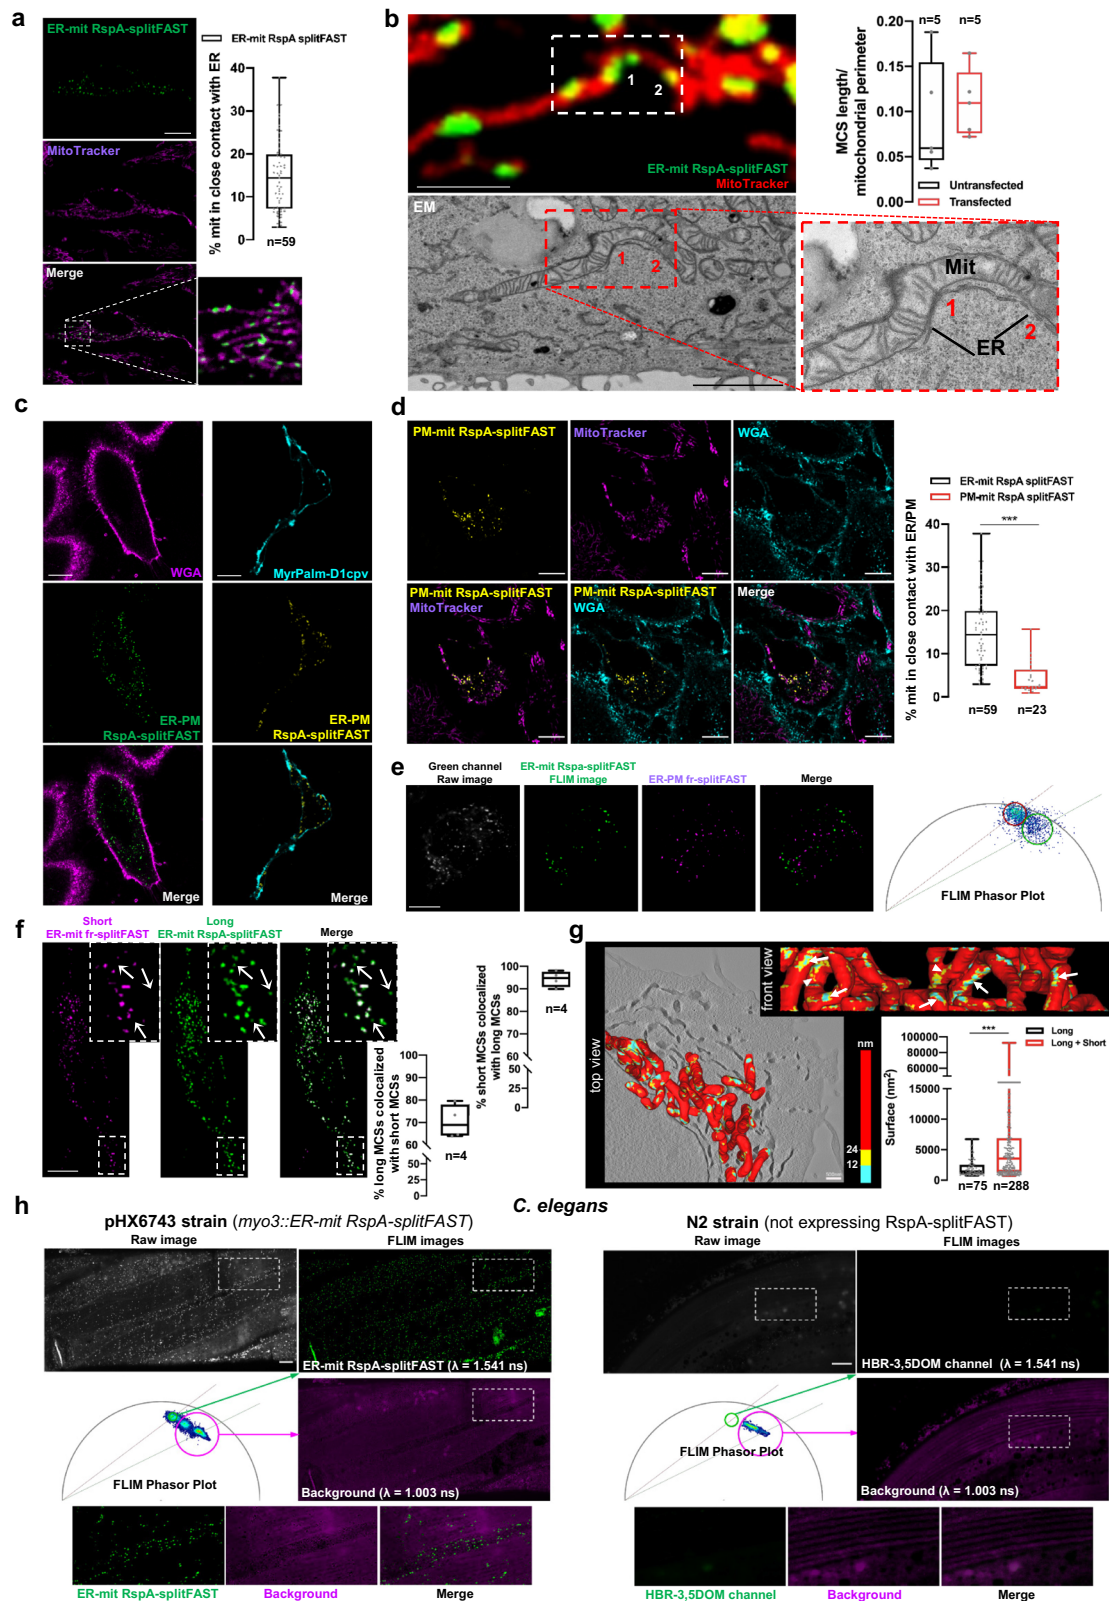 a
ER-mit RspA-splitFAST
MitoTracker
Merge
ER-mit RspA splitFAST
% mit in close contact with ER
40
30
20
10
0
n=59
b
1
2
ER-mit RspA-splitFAST
MitoTracker
EM
1
2
n=5
n=5
MCS length/
mitochondrial perimeter
0.20
0.15
0.10
0.05
0.00
Untransfected
Transfected
Mit
1
ER
2
c
WGA
MyrPalm-D1cpv
ER-PM
RspA-splitFAST
ER-PM
RspA-splitFAST
Merge
Merge
d
PM-mit RspA-splitFAST
MitoTracker
WGA
PM-mit RspA-splitFAST
MitoTracker
PM-mit RspA-splitFAST
WGA
Merge
ER-mit RspA splitFAST
PM-mit RspA splitFAST
% mit in close contact with ER/PM
40
30
20
10
0
***
n=59
n=23
e
Green channel
Raw image
ER-mit Rspa-splitFAST
FLIM image
ER-PM fr-splitFAST
Merge
FLIM Phasor Plot
f
Short
ER-mit fr-splitFAST
Long
ER-mit RspA-splitFAST
Merge
% long MCSs colocalized
with short MCSs
100
90
80
70
60
50
25
0
n=4
% short MCSs colocalized
with long MCSs
100
90
80
70
60
50
25
0
n=4
g
top view
front view
nm
24
12
Long
Long + Short
Surface (nm²)
100000
80000
60000
40000
15000
10000
5000
0
***
n=75
n=288
h
C. elegans
pHX6743 strain (myo3::ER-mit RspA-splitFAST)
Raw image
FLIM images
ER-mit RspA-splitFAST (λ = 1.541 ns)
FLIM Phasor Plot
Background (λ = 1.003 ns)
ER-mit RspA-splitFAST
Background
Merge
N2 strain (not expressing RspA-splitFAST)
Raw image
FLIM images
HBR-3,5DOM channel (λ = 1.541 ns)
FLIM Phasor Plot
Background (λ = 1.003 ns)
HBR-3,5DOM channel
Background
Merge